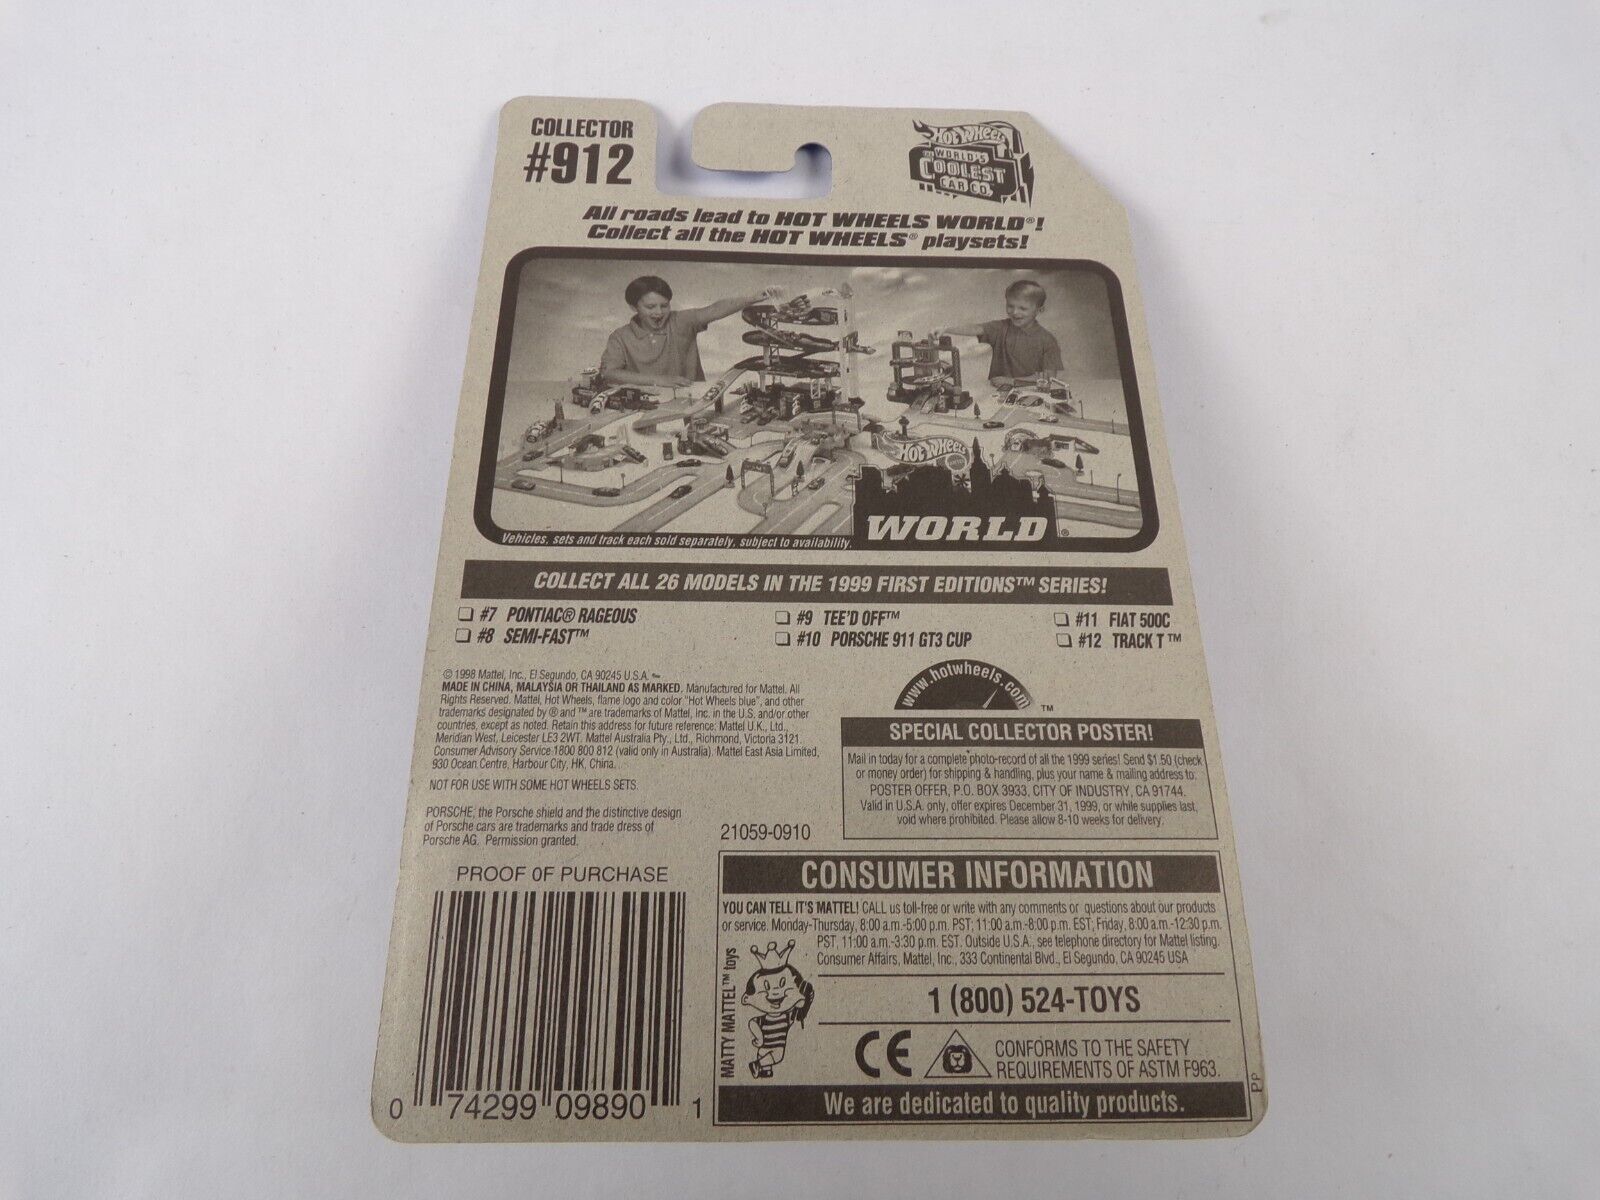 COLLECTOR
#912
HOT WHEELS
WORLD'S
COOLEST
CAR CO.
All roads lead to HOT WHEELS WORLD®!
Collect all the HOT WHEELS® playsets!
HOT WHEELS
WORLD®
Vehicles, sets and track each sold separately, subject to availability.
COLLECT ALL 26 MODELS IN THE 1999 FIRST EDITIONS™ SERIES!
#7 PONTIAC® RAGEOUS
#8 SEMI-FAST™
#9 TEE'D OFF™
#10 PORSCHE 911 GT3 CUP
#11 FIAT 500C
#12 TRACK T™
© 1998 Mattel, Inc., El Segundo, CA 90245 U.S.A.
MADE IN CHINA, MALAYSIA OR THAILAND AS MARKED. Manufactured for Mattel. All
Rights Reserved. Mattel, Hot Wheels, flame logo and color "Hot Wheels blue", and other
trademarks designated by ® and ™ are trademarks of Mattel, Inc. in the U.S. and/or other
countries, except as noted. Retain this address for future reference: Mattel U.K., Ltd.,
Meridian West, Leicester LE3 2WT. Mattel Australia Pty., Ltd., Richmond, Victoria 3121.
Consumer Advisory Service 1800 800 812 (valid only in Australia). Mattel East Asia Limited,
930 Ocean Centre, Harbour City, HK, China.
NOT FOR USE WITH SOME HOT WHEELS SETS.
PORSCHE, the Porsche shield and the distinctive design
of Porsche cars are trademarks and trade dress of
Porsche AG. Permission granted.
21059-0910
www.hotwheels.com
™
SPECIAL COLLECTOR POSTER!
Mail in today for a complete photo-record of all the 1999 series! Send $1.50 (check
or money order) for shipping & handling, plus your name & mailing address to:
POSTER OFFER, P.O. BOX 3933, CITY OF INDUSTRY, CA 91744.
Valid in U.S.A. only, offer expires December 31, 1999, or while supplies last,
void where prohibited. Please allow 8-10 weeks for delivery.
PROOF OF PURCHASE
0 74299 09890 1
CONSUMER INFORMATION
YOU CAN TELL IT'S MATTEL! CALL us toll-free or write with any comments or questions about our products
or service. Monday-Thursday, 8:00 a.m.-5:00 p.m. PST; 11:00 a.m.-8:00 p.m. EST; Friday, 8:00 a.m.-12:30 p.m.
PST, 11:00 a.m.-3:30 p.m. EST. Outside U.S.A., see telephone directory for Mattel listing.
Consumer Affairs, Mattel, Inc., 333 Continental Blvd., El Segundo, CA 90245 USA
MATTY MATTEL™ toys
1 (800) 524-TOYS
CE
CONFORMS TO THE SAFETY
REQUIREMENTS OF ASTM F963.
We are dedicated to quality products.
PP